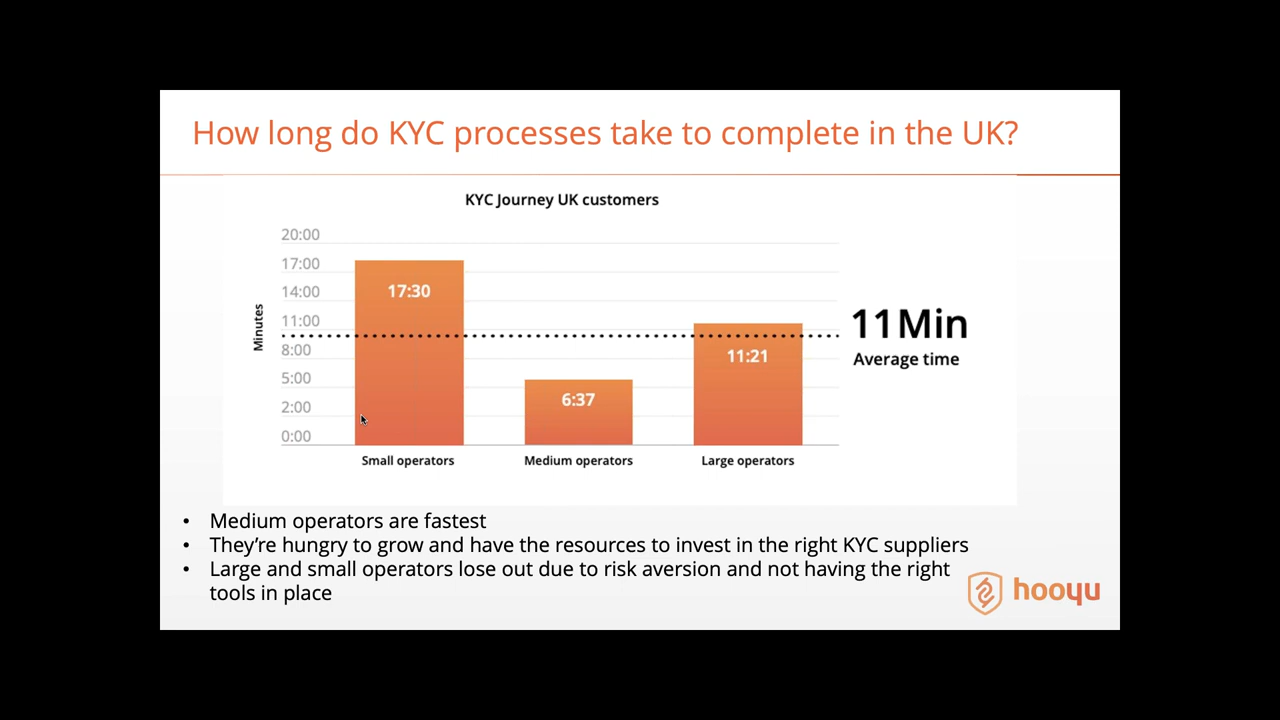 How long do KYC processes take to complete in the UK?
KYC Journey UK customers
Minutes
20:00
17:00
14:00
11:00
8:00
5:00
2:00
0:00
17:30
6:37
11:21
11Min
Average time
Small operators
Medium operators
Large operators
• Medium operators are fastest
• They’re hungry to grow and have the resources to invest in the right KYC suppliers
• Large and small operators lose out due to risk aversion and not having the right
tools in place
hooyu